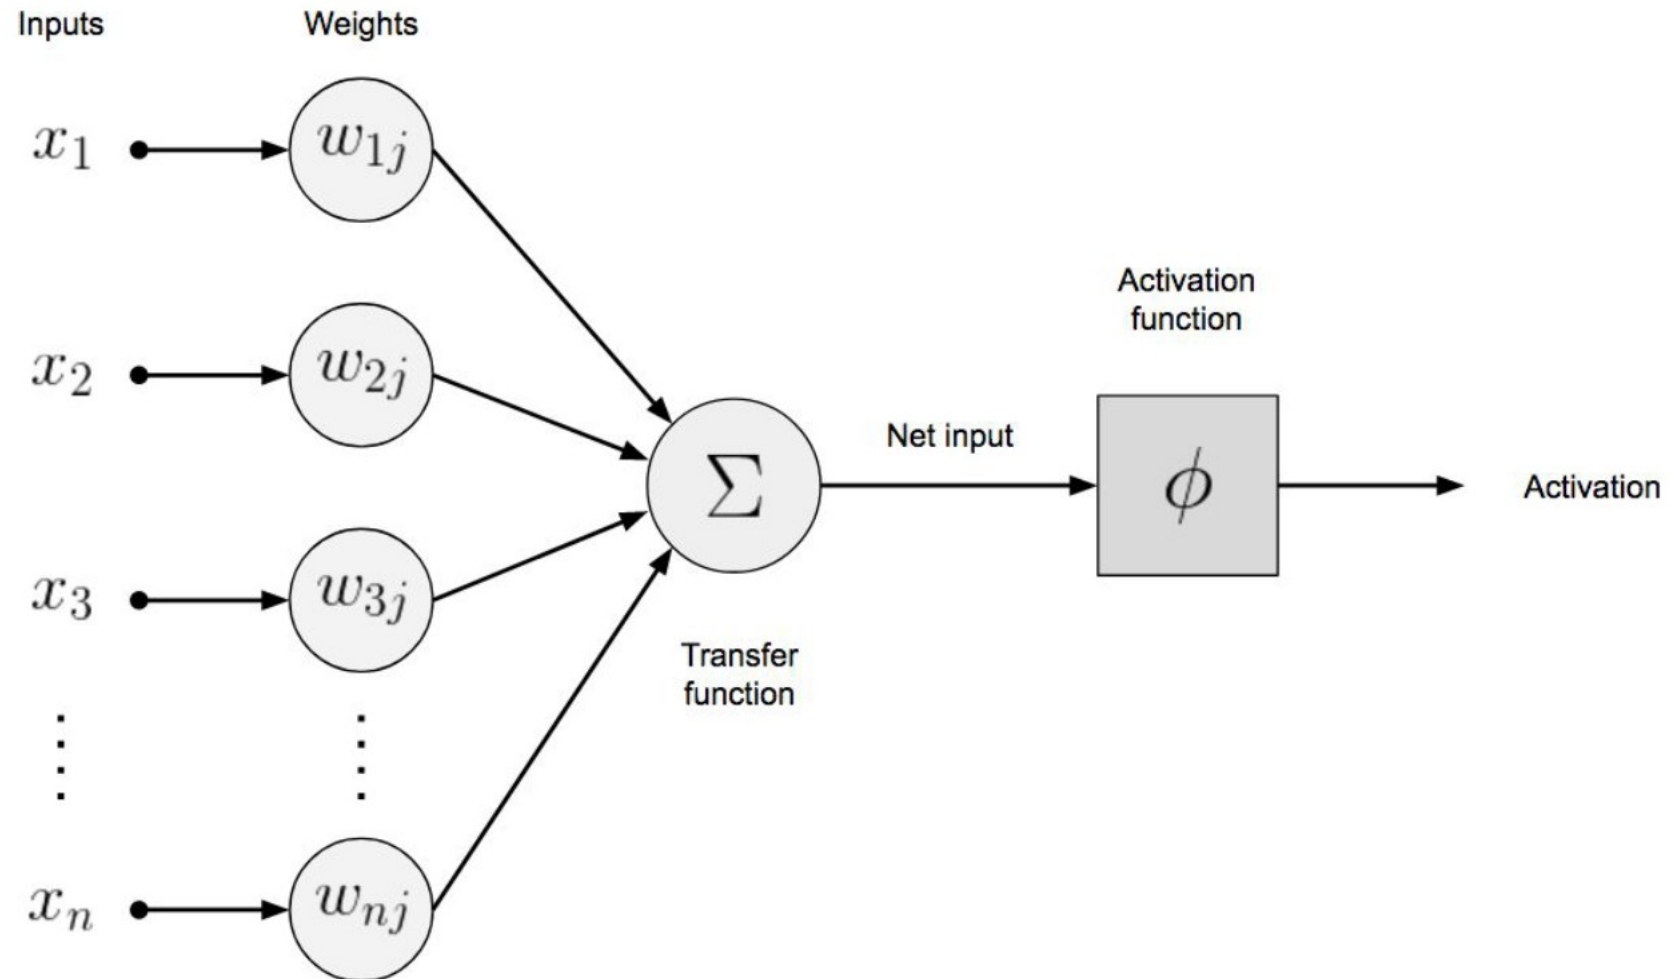 Inputs Weights
x₁ w₁ⱼ
Activation
function
x₂ w₂ⱼ
Net input
Σ ϕ Activation
x₃ w₃ⱼ
Transfer
function
xₙ wₙⱼ